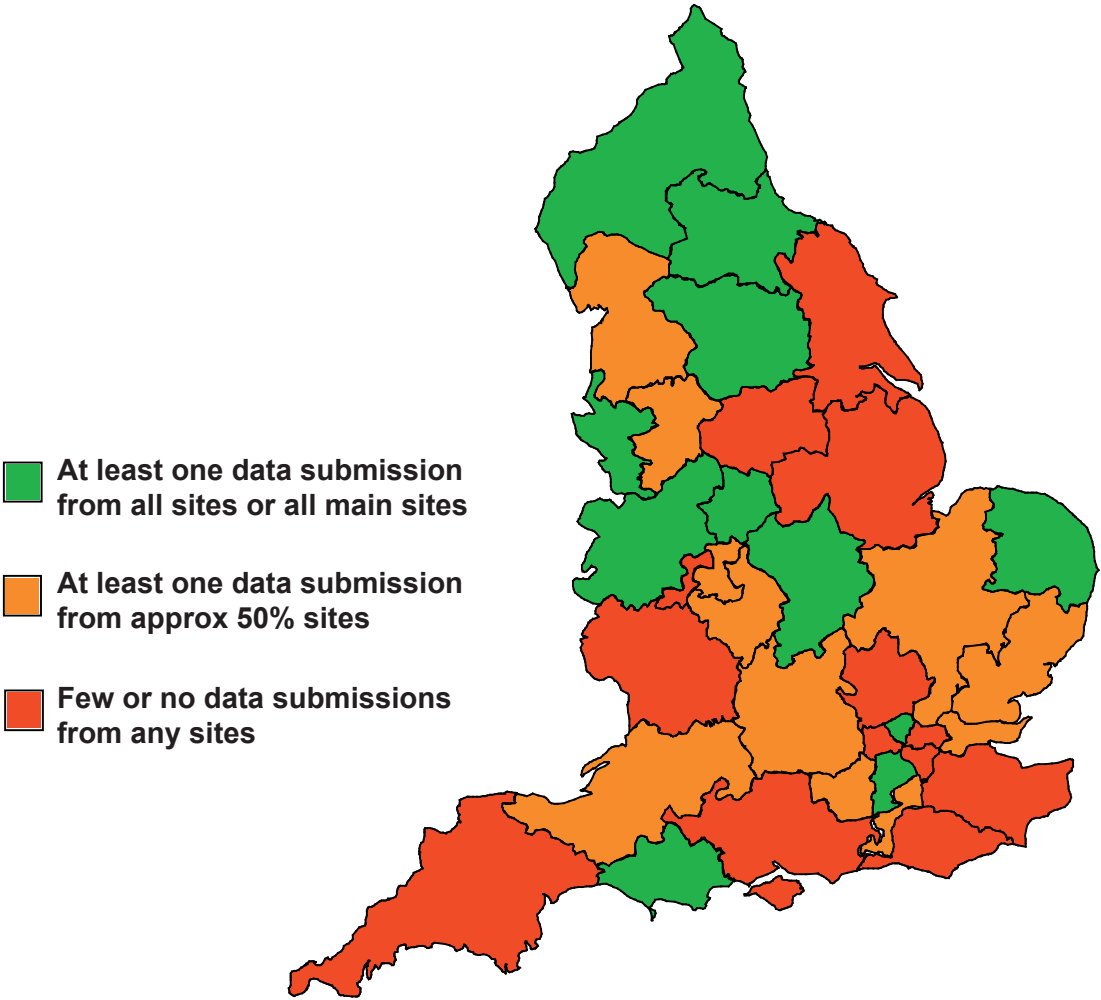 At least one data submission
from all sites or all main sites
At least one data submission
from approx 50% sites
Few or no data submissions
from any sites